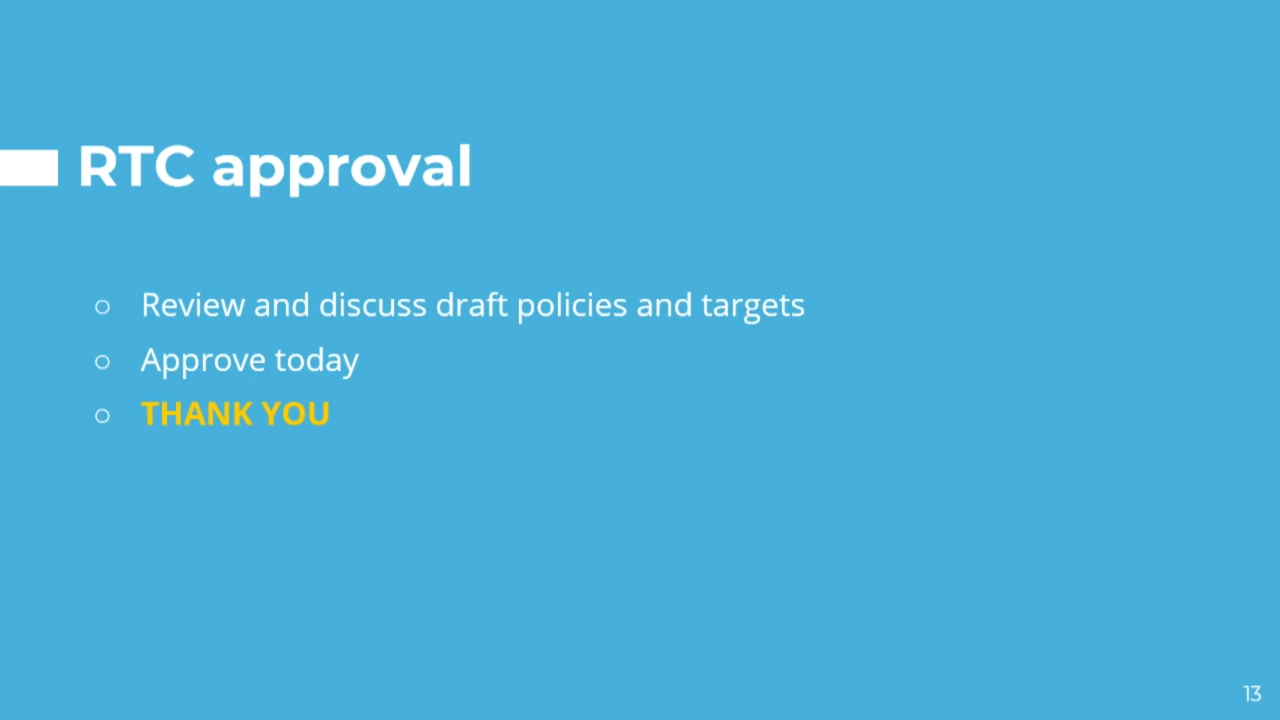 RTC approval
○ Review and discuss draft policies and targets
○ Approve today
○ THANK YOU
13